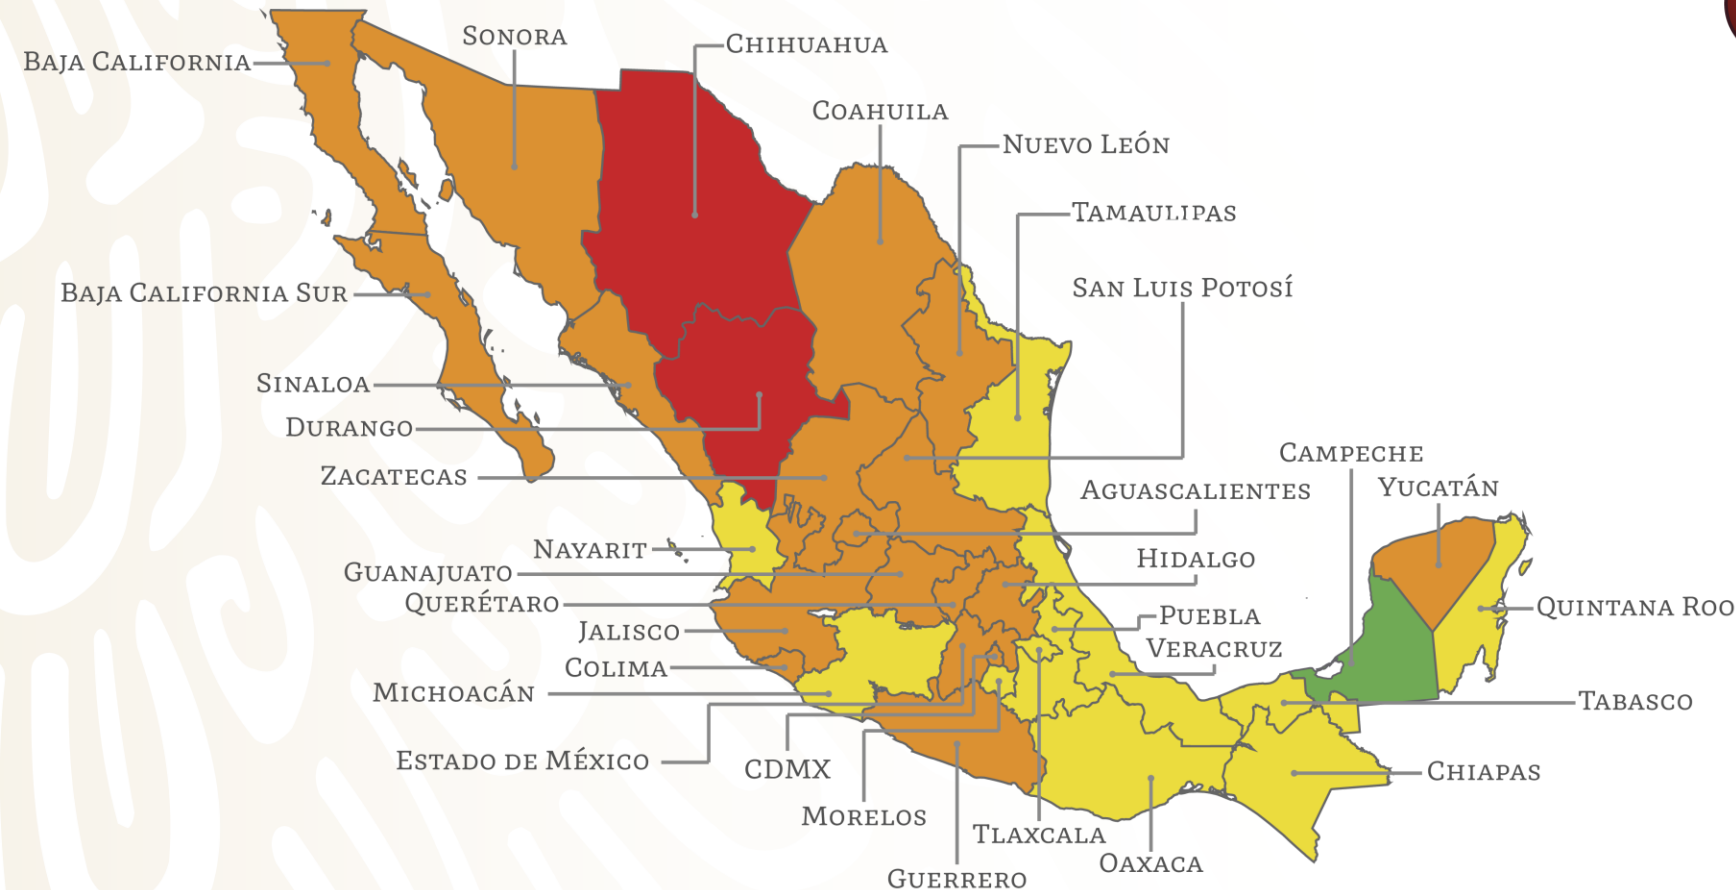 Sonora
Chihuahua
Baja California
Coahuila
Nuevo León
Tamaulipas
San Luis Potosí
Baja California Sur
Sinaloa
Durango
Campeche
Zacatecas
Yucatán
Aguascalientes
Nayarit
Hidalgo
Guanajuato
Querétaro
Quintana Roo
Puebla
Jalisco
Veracruz
Colima
Michoacán
Tabasco
Estado de México
CDMX
Chiapas
Morelos
Tlaxcala
Oaxaca
Guerrero